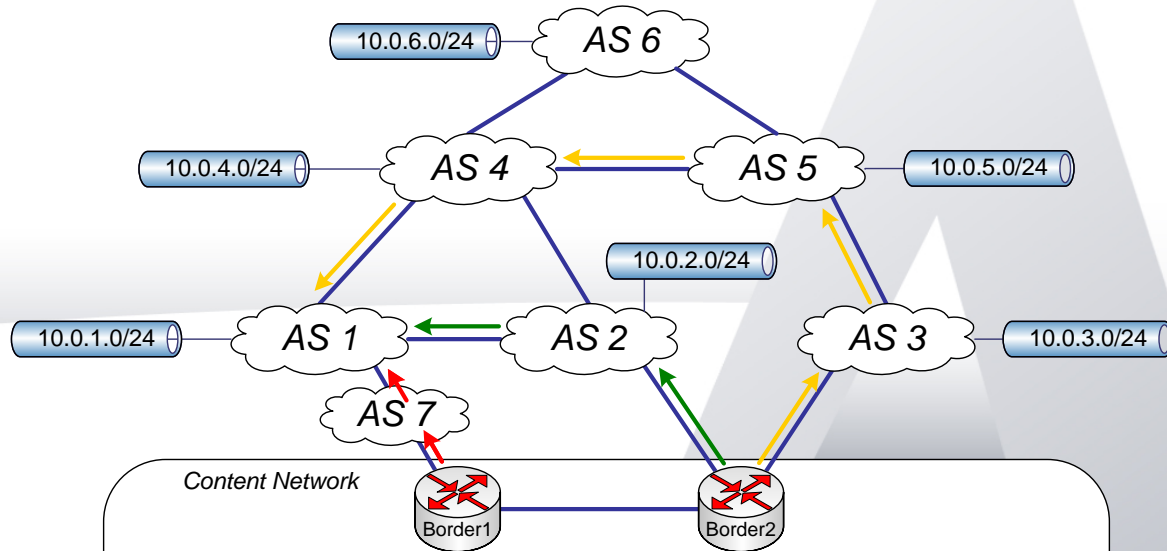 10.0.6.0/24
AS 6
10.0.4.0/24
AS 4
AS 5
10.0.5.0/24
10.0.2.0/24
10.0.1.0/24
AS 1
AS 2
AS 3
10.0.3.0/24
AS 7
Content Network
Border1
Border2